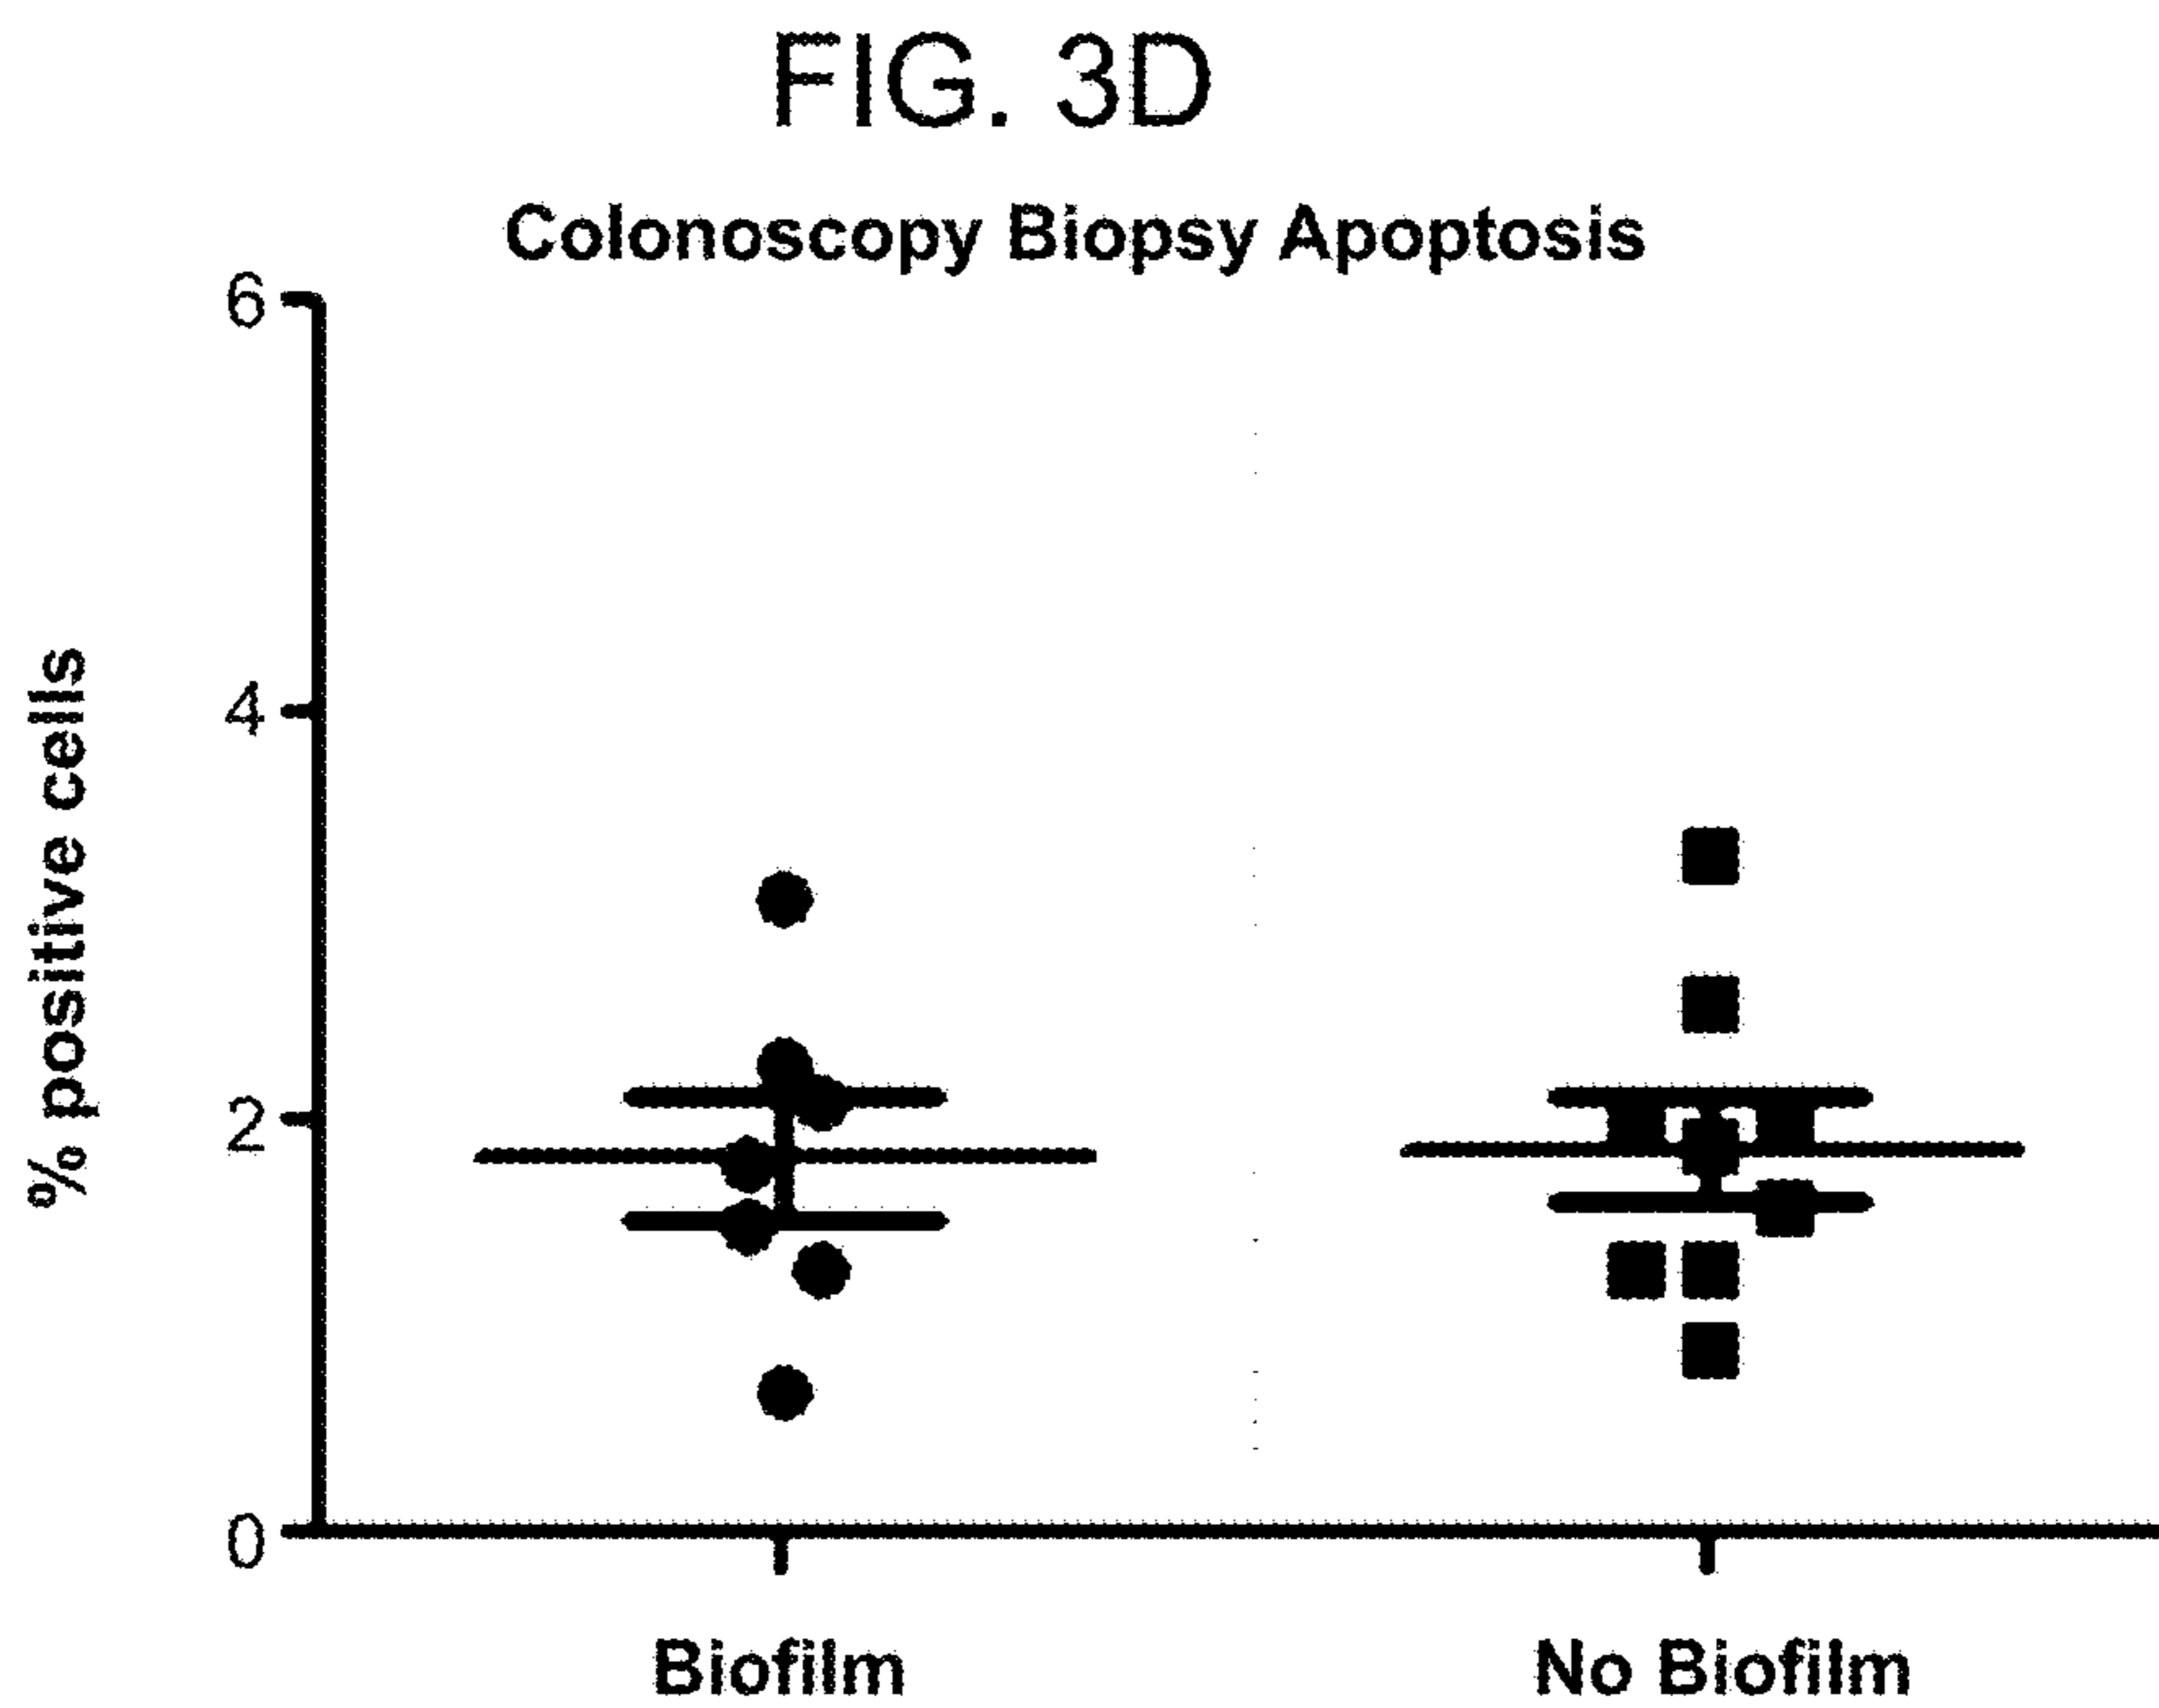 FIG. 3D
Colonoscopy Biopsy Apoptosis
% positive cells
6
4
2
0
Biofilm
No Biofilm